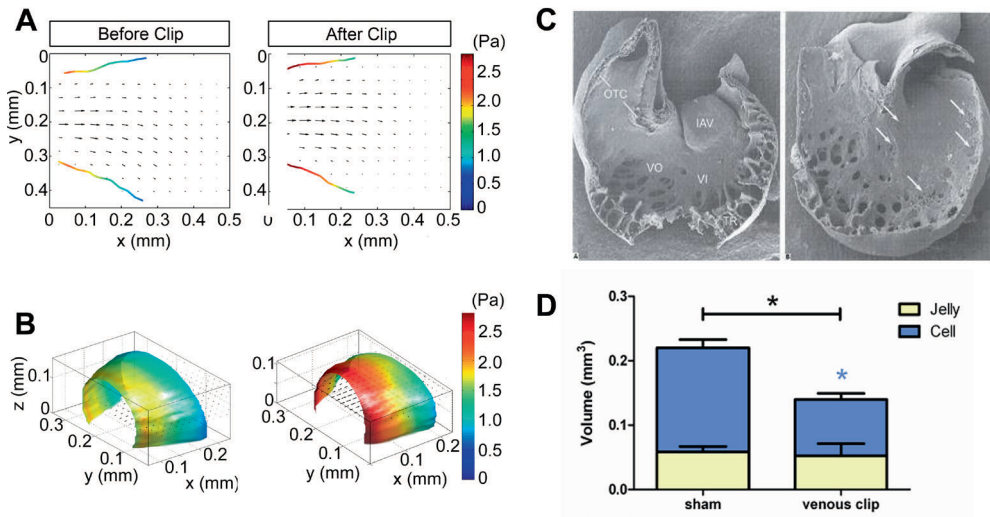 A
Before Clip
After Clip
(Pa)
y (mm)
0
0.1
0.2
0.3
0.4
0 0.1 0.2 0.3 0.4 0.5
x (mm)
0 0.1 0.2 0.3 0.4 0.5
x (mm)
2.5
2.0
1.5
1.0
0.5
0
B
(Pa)
z (mm)
0.1
0
0.3
0.2
0.1
y (mm)
0.1
0.2
x (mm)
0.1
0
0.3
0.2
0.1
y (mm)
0.1
0.2
x (mm)
2.5
2.0
1.5
1.0
0.5
0
C
OTC
IAV
VO
VI
TR
A
B
D
Volume (mm3)
0.3
0.2
0.1
0.0
*
*
Jelly
Cell
sham
venous clip